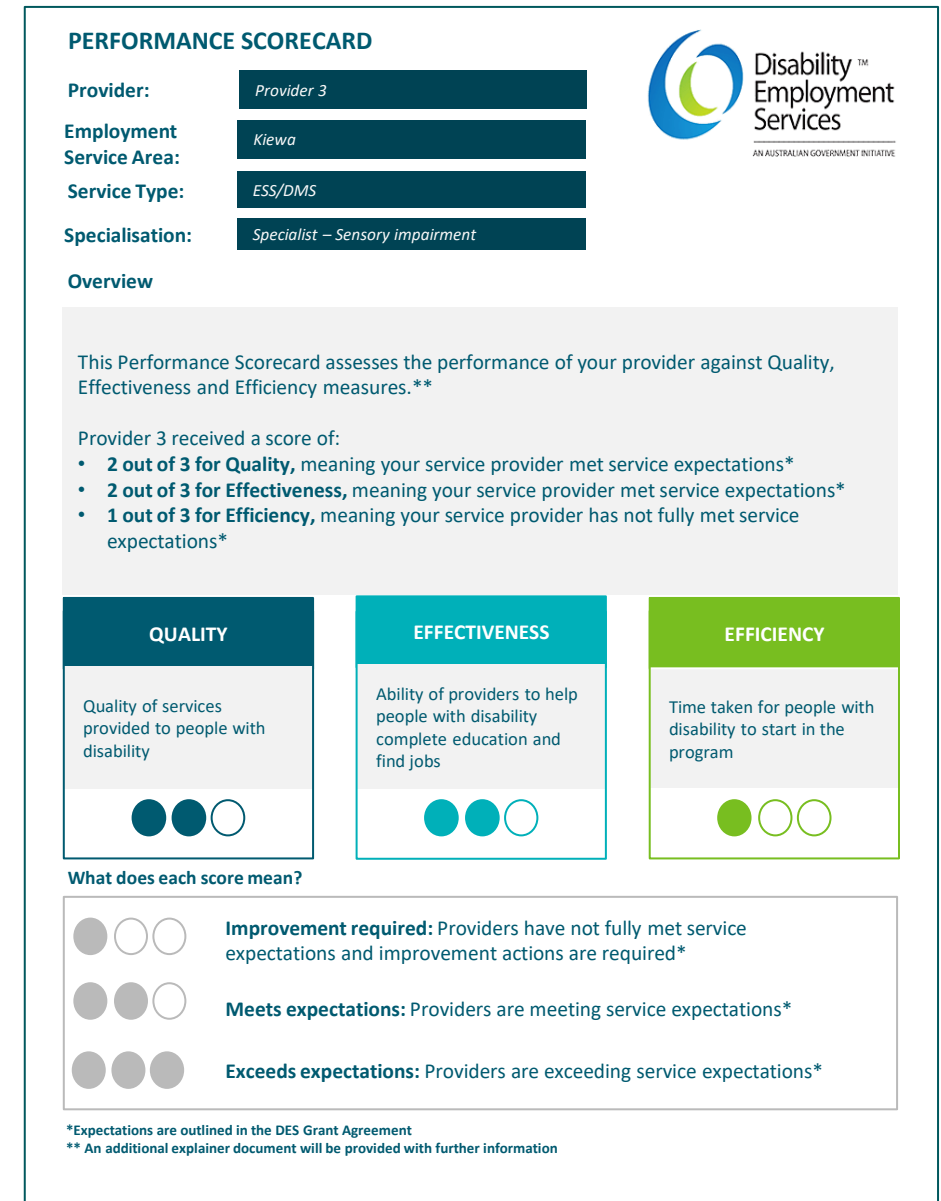 PERFORMANCE SCORECARD
Disability ™
Employment
Services
AN AUSTRALIAN GOVERNMENT INITIATIVE
Provider:
Provider 3
Employment
Service Area:
Kiewa
Service Type:
ESS/DMS
Specialisation:
Specialist – Sensory impairment
Overview
This Performance Scorecard assesses the performance of your provider against Quality,
Effectiveness and Efficiency measures.**
Provider 3 received a score of:
• 2 out of 3 for Quality, meaning your service provider met service expectations*
• 2 out of 3 for Effectiveness, meaning your service provider met service expectations*
• 1 out of 3 for Efficiency, meaning your service provider has not fully met service
expectations*
QUALITY
Quality of services
provided to people with
disability
EFFECTIVENESS
Ability of providers to help
people with disability
complete education and
find jobs
EFFICIENCY
Time taken for people with
disability to start in the
program
What does each score mean?
Improvement required: Providers have not fully met service
expectations and improvement actions are required*
Meets expectations: Providers are meeting service expectations*
Exceeds expectations: Providers are exceeding service expectations*
*Expectations are outlined in the DES Grant Agreement
** An additional explainer document will be provided with further information